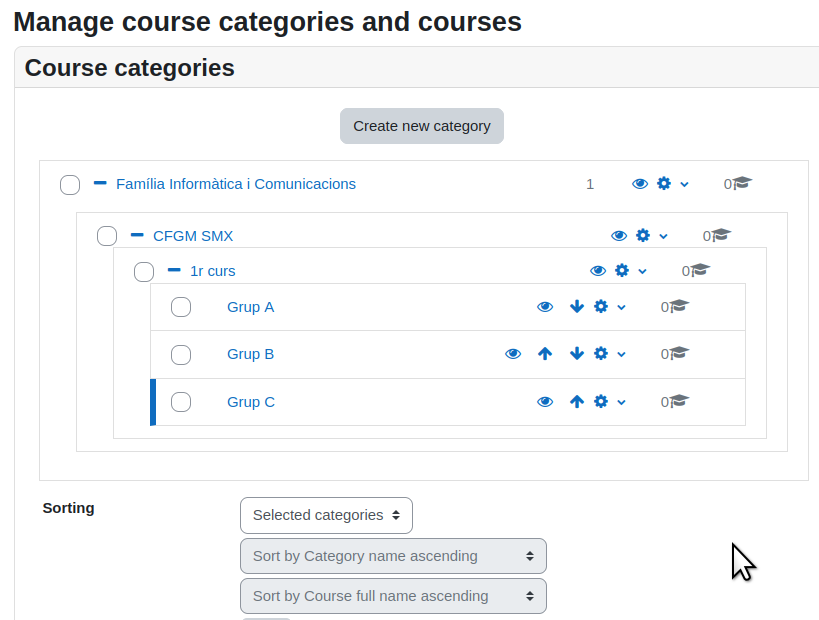 Manage course categories and courses
Course categories
Create new category
Família Informàtica i Comunicacions 1 0
CFGM SMX 0
1r curs 0
Grup A 0
Grup B 0
Grup C 0
Sorting Selected categories
Sort by Category name ascending
Sort by Course full name ascending